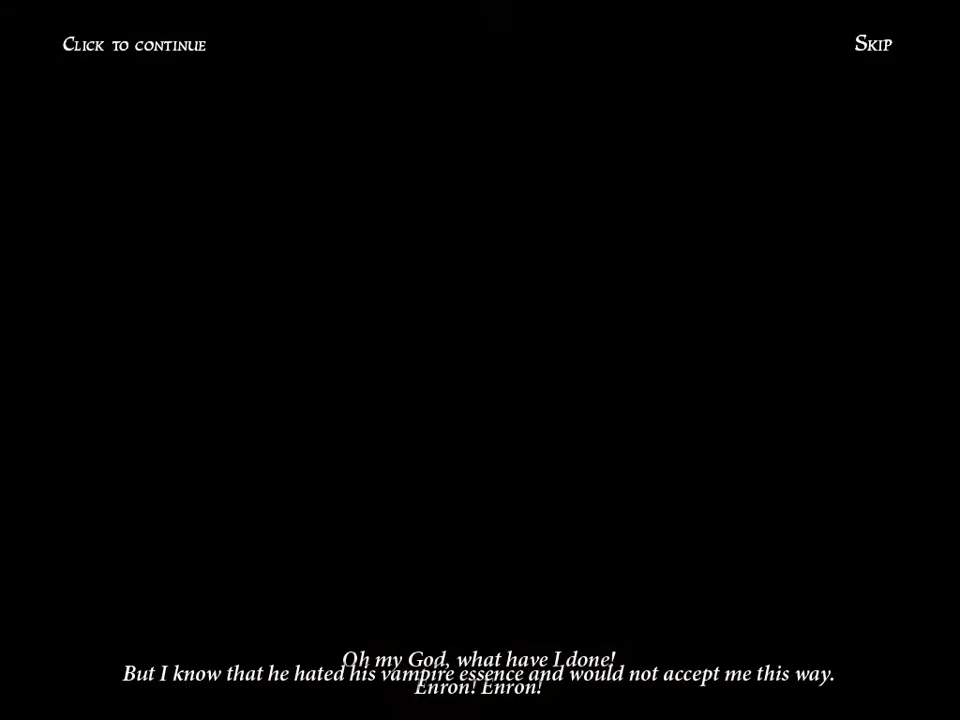 Click to continue
Skip
Oh my God, what have I done!
But I know that he hated his vampire essence and would not accept me this way.
Enron! Enron!